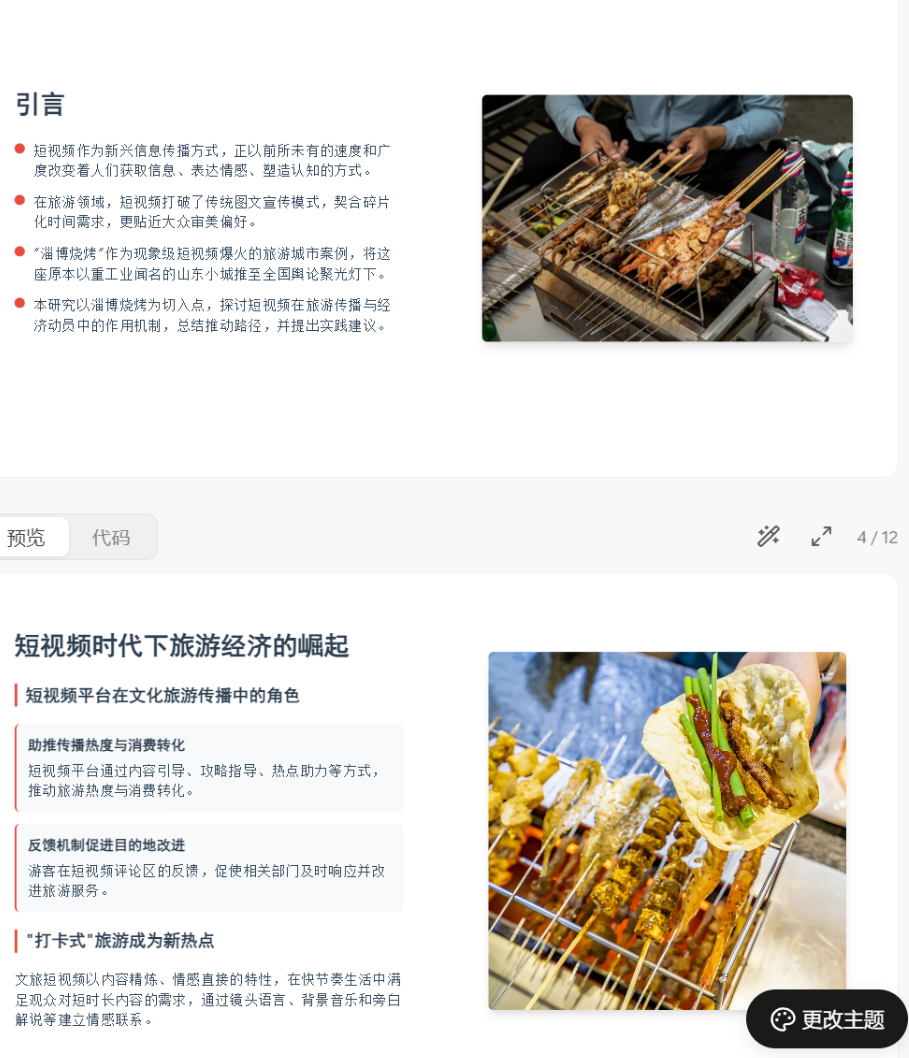 引言
短视频作为新兴信息传播方式，正以前所未有的速度和广
度改变着人们获取信息、表达情感、塑造认知的方式。
在旅游领域，短视频打破了传统图文宣传模式，契合碎片
化时间需求，更贴近大众审美偏好。
"淄博烧烤"作为现象级短视频爆火的旅游城市案例，将这
座原本以重工业闻名的山东小城推至全国舆论聚光灯下。
本研究以淄博烧烤为切入点，探讨短视频在旅游传播与经
济动员中的作用机制，总结推动路径，并提出实践建议。
预览
代码
4 / 12
短视频时代下旅游经济的崛起
短视频平台在文化旅游传播中的角色
助推传播热度与消费转化
短视频平台通过内容引导、攻略指导、热点助力等方式，
推动旅游热度与消费转化。
反馈机制促进目的地改进
游客在短视频评论区的反馈，促使相关部门及时响应并改
进旅游服务。
"打卡式"旅游成为新热点
文旅短视频以内容精炼、情感直接的特性，在快节奏生活中满
足观众对短时长内容的需求，通过镜头语言、背景音乐和旁白
解说等建立情感联系。
更改主题